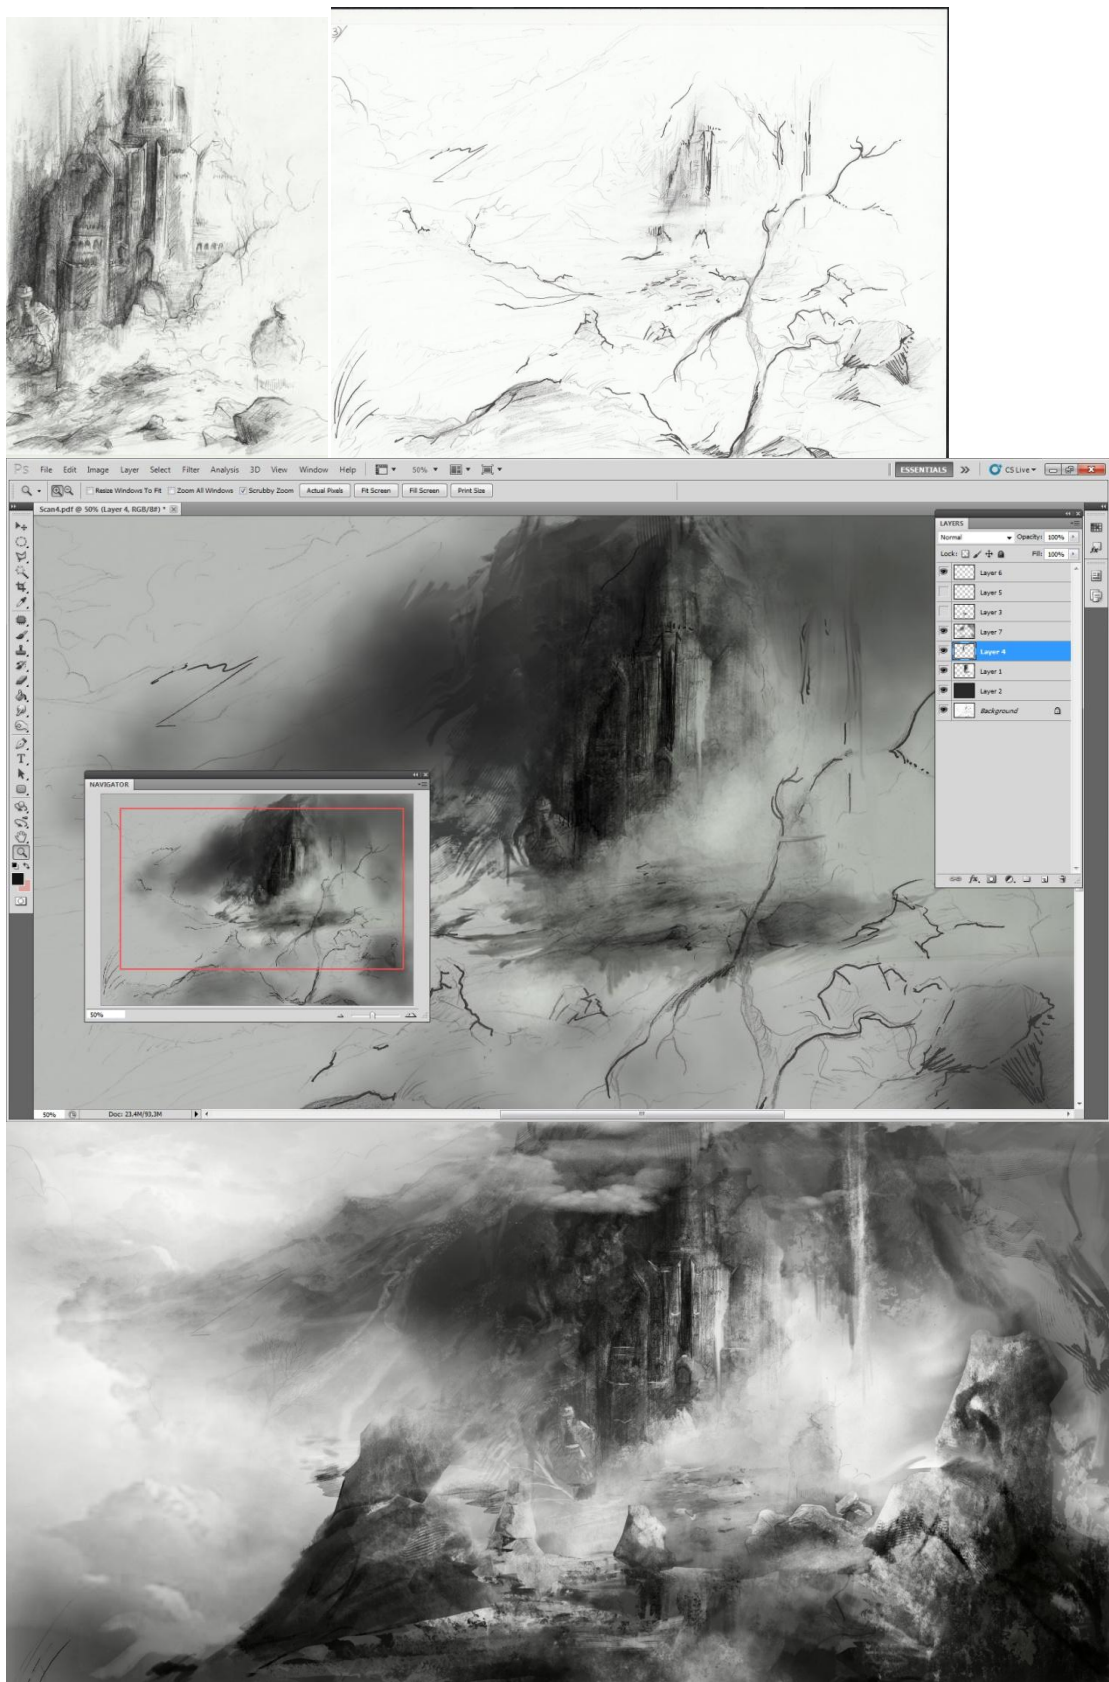 Ps File Edit Image Layer Select Filter Analysis 3D View Window Help 50% ESSENTIALS CS Live
Resize Windows To Fit Zoom All Windows Scrubby Zoom Actual Pixels Fit Screen Fill Screen Print Size
Scan4.pdf @ 50% (Layer 4, RGB/8#) *
LAYERS
Normal Opacity: 100%
Lock: Fill: 100%
Layer 6
Layer 5
Layer 3
Layer 7
Layer 4
Layer 1
Layer 2
Background
NAVIGATOR
50%
50% Doc: 23.4M/93.3M